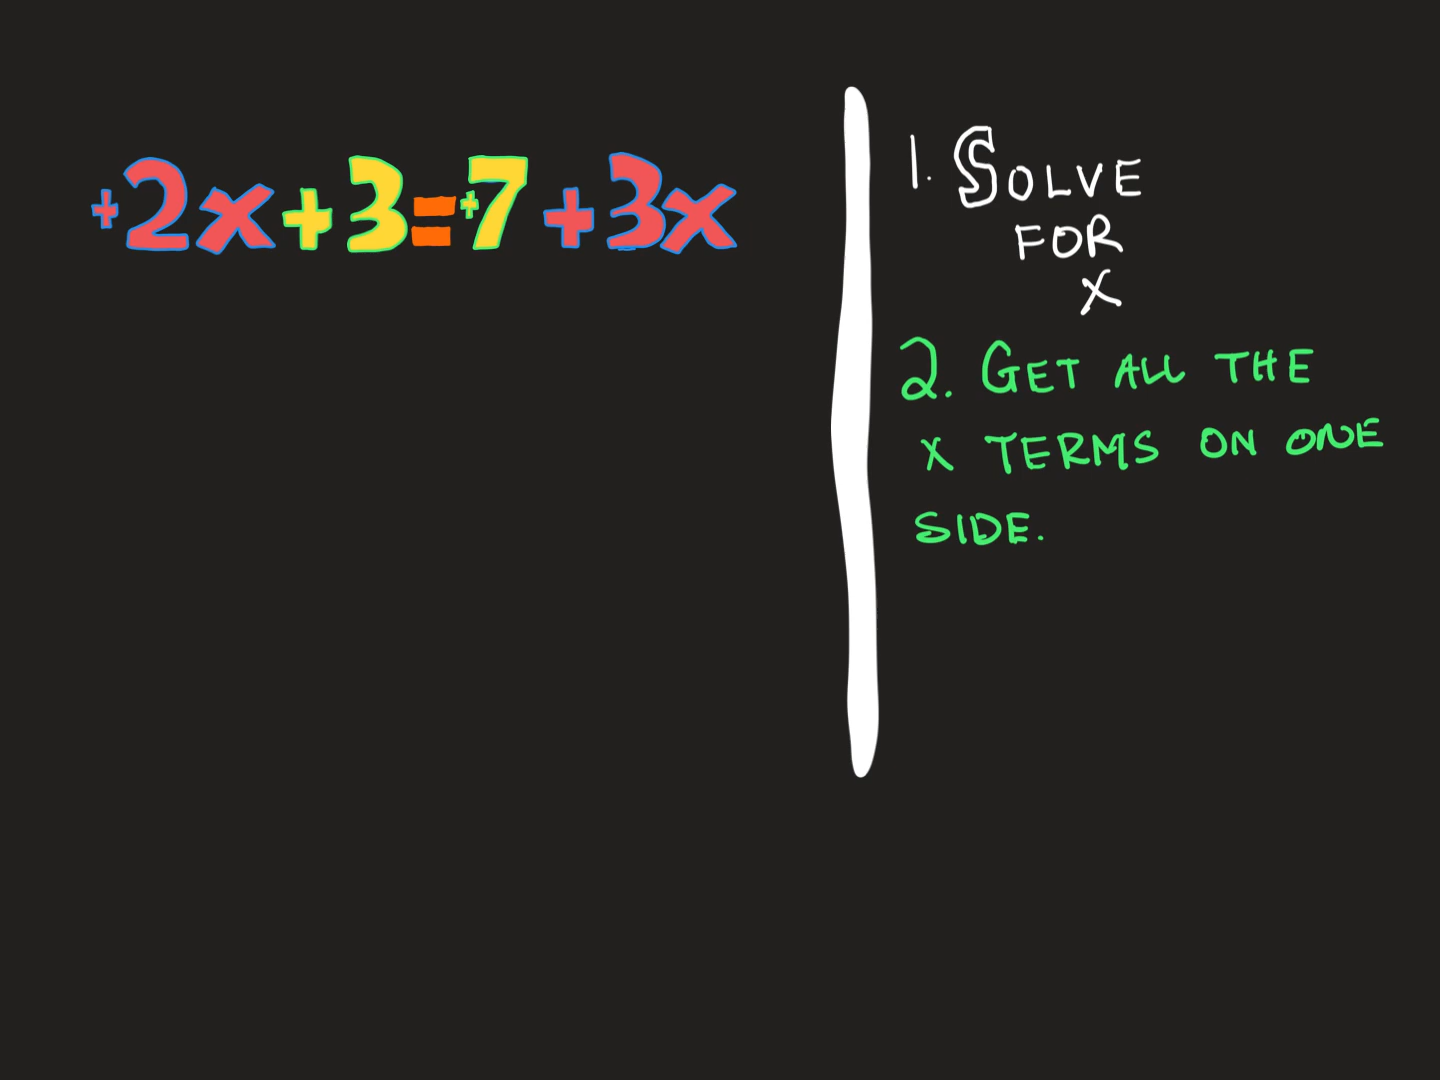 +2x+3=+7+3x
1. SOLVE
FOR
X
2. GET ALL THE
X TERMS ON ONE
SIDE.